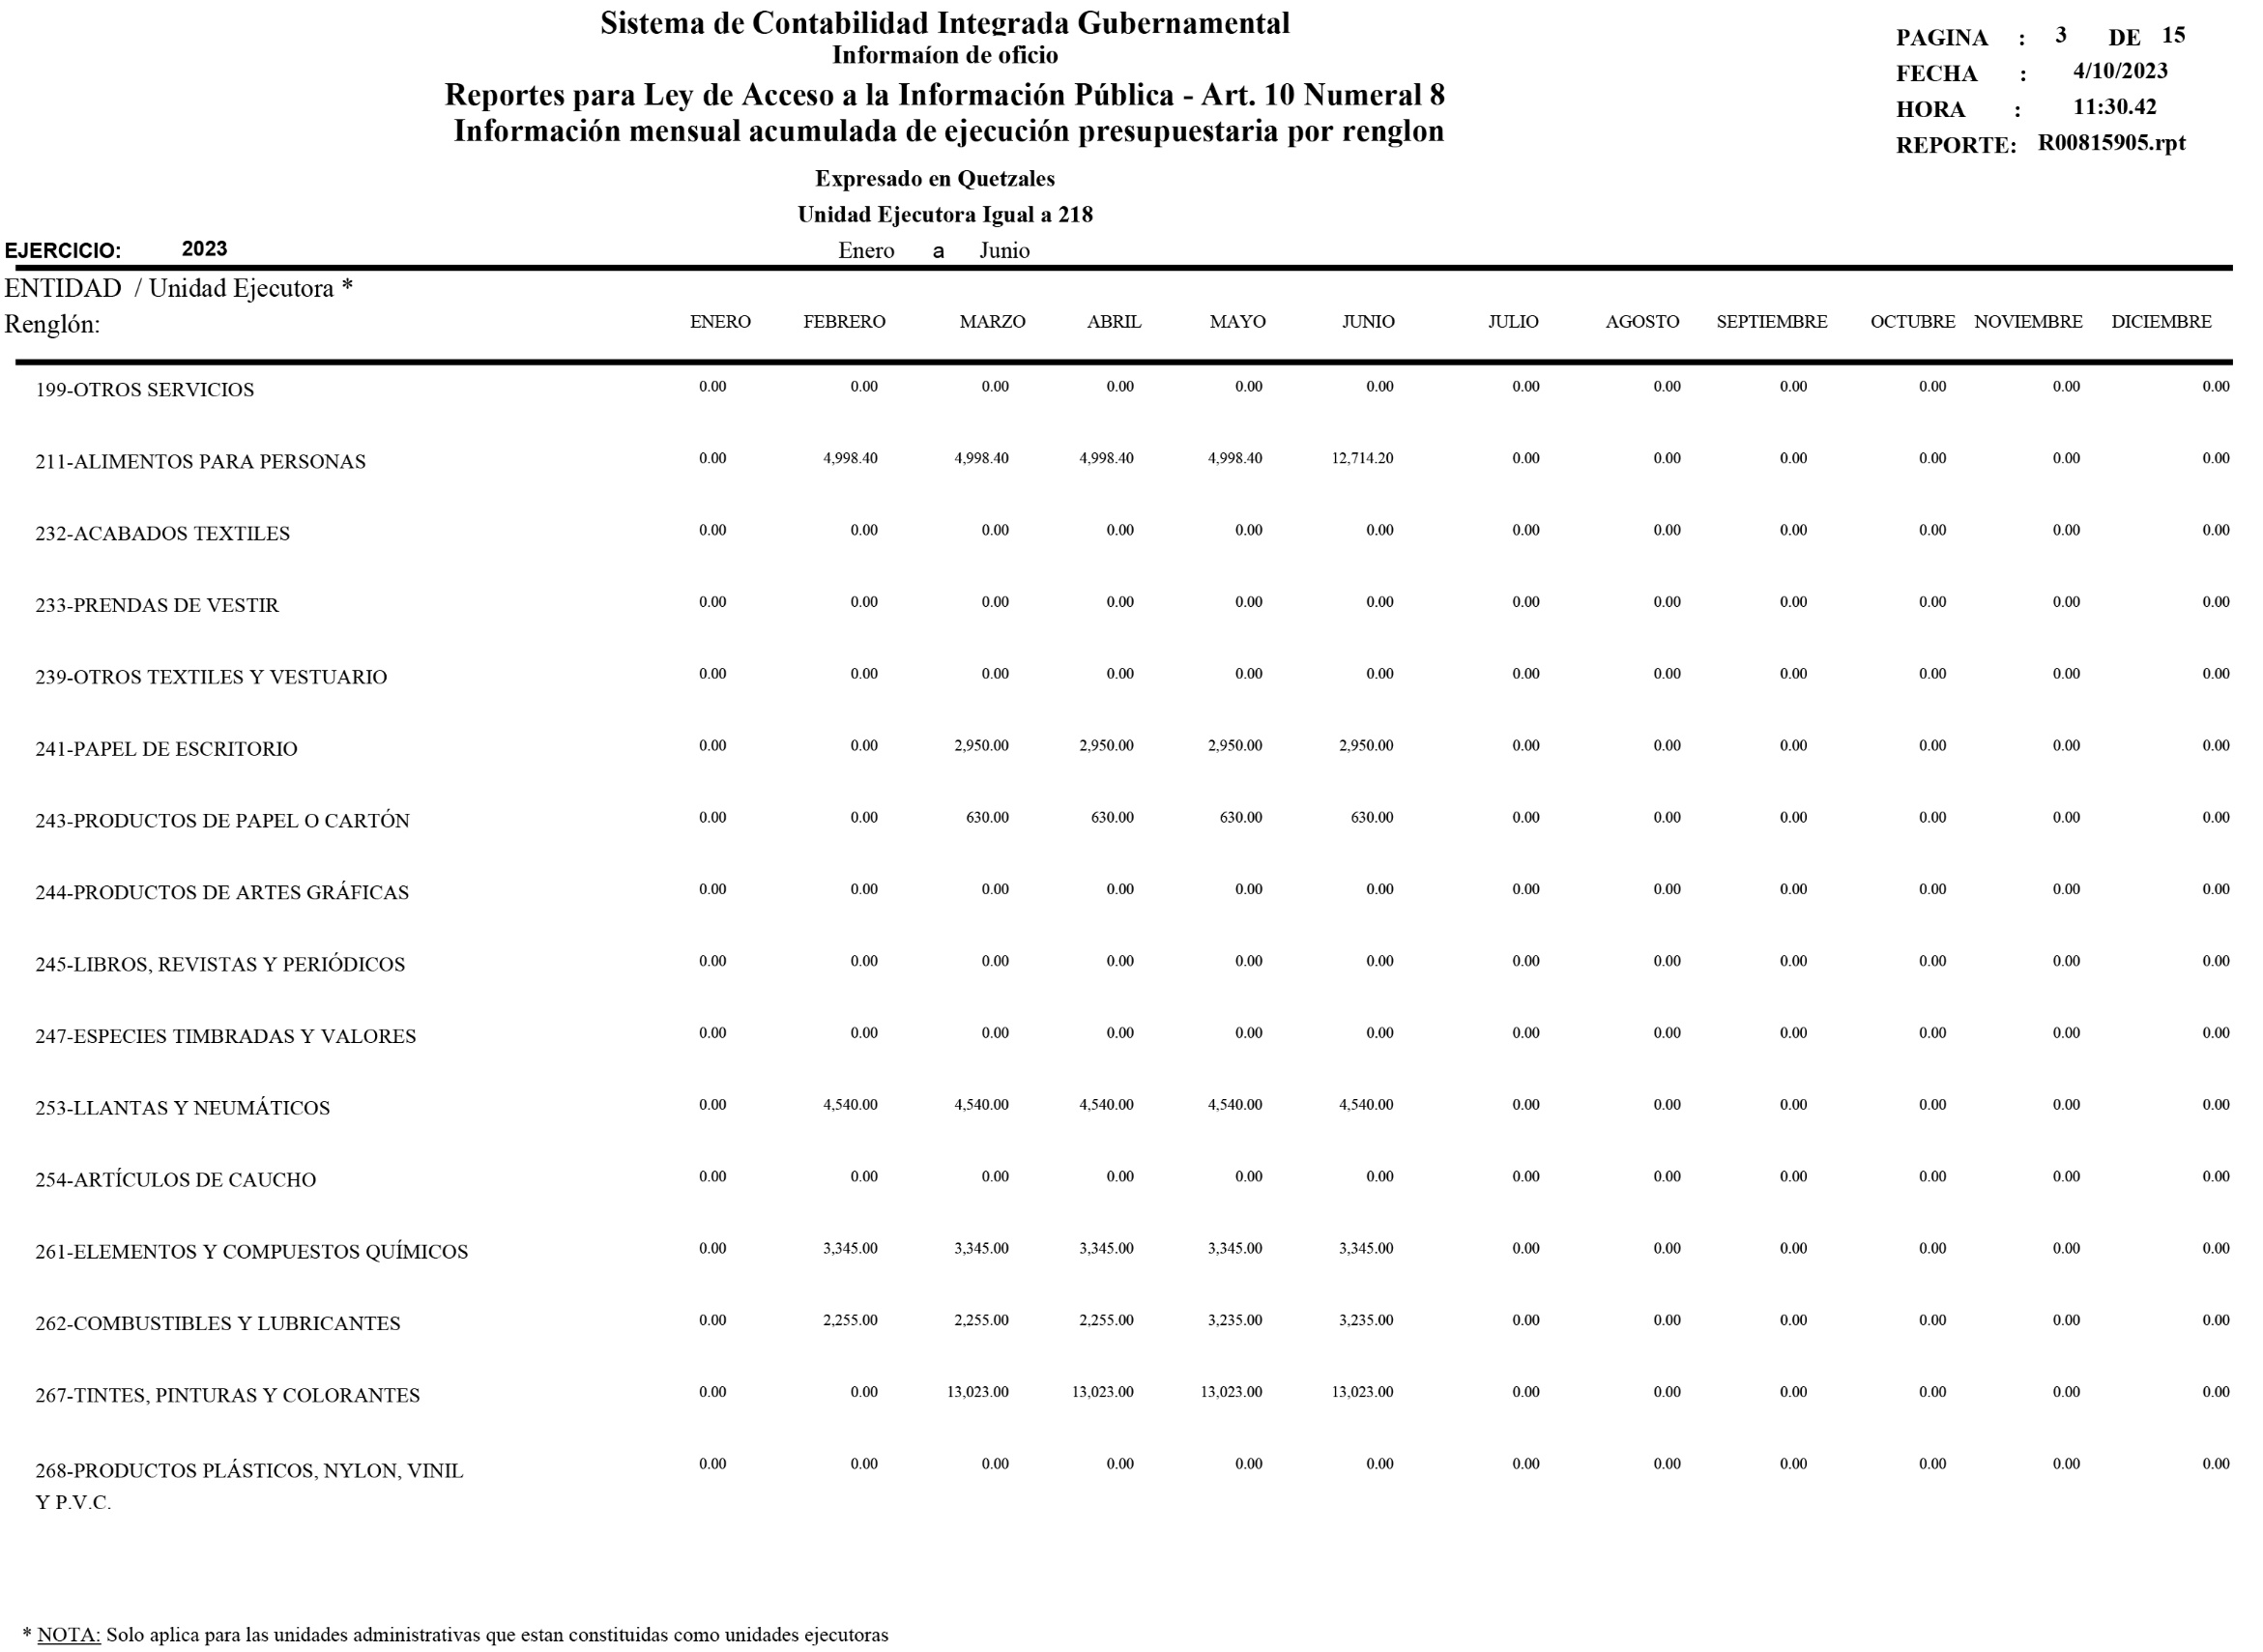 Sistema de Contabilidad Integrada Gubernamental
Informaíon de oficio
Reportes para Ley de Acceso a la Información Pública - Art. 10 Numeral 8
Información mensual acumulada de ejecución presupuestaria por renglon
Expresado en Quetzales
Unidad Ejecutora Igual a 218
PAGINA : 3 DE 15
FECHA : 4/10/2023
HORA : 11:30.42
REPORTE: R00815905.rpt
EJERCICIO: 2023 Enero a Junio
ENTIDAD / Unidad Ejecutora *
Renglón: ENERO FEBRERO MARZO ABRIL MAYO JUNIO JULIO AGOSTO SEPTIEMBRE OCTUBRE NOVIEMBRE DICIEMBRE
199-OTROS SERVICIOS 0.00 0.00 0.00 0.00 0.00 0.00 0.00 0.00 0.00 0.00 0.00 0.00
211-ALIMENTOS PARA PERSONAS 0.00 4,998.40 4,998.40 4,998.40 4,998.40 12,714.20 0.00 0.00 0.00 0.00 0.00 0.00
232-ACABADOS TEXTILES 0.00 0.00 0.00 0.00 0.00 0.00 0.00 0.00 0.00 0.00 0.00 0.00
233-PRENDAS DE VESTIR 0.00 0.00 0.00 0.00 0.00 0.00 0.00 0.00 0.00 0.00 0.00 0.00
239-OTROS TEXTILES Y VESTUARIO 0.00 0.00 0.00 0.00 0.00 0.00 0.00 0.00 0.00 0.00 0.00 0.00
241-PAPEL DE ESCRITORIO 0.00 0.00 2,950.00 2,950.00 2,950.00 2,950.00 0.00 0.00 0.00 0.00 0.00 0.00
243-PRODUCTOS DE PAPEL O CARTÓN 0.00 0.00 630.00 630.00 630.00 630.00 0.00 0.00 0.00 0.00 0.00 0.00
244-PRODUCTOS DE ARTES GRÁFICAS 0.00 0.00 0.00 0.00 0.00 0.00 0.00 0.00 0.00 0.00 0.00 0.00
245-LIBROS, REVISTAS Y PERIÓDICOS 0.00 0.00 0.00 0.00 0.00 0.00 0.00 0.00 0.00 0.00 0.00 0.00
247-ESPECIES TIMBRADAS Y VALORES 0.00 0.00 0.00 0.00 0.00 0.00 0.00 0.00 0.00 0.00 0.00 0.00
253-LLANTAS Y NEUMÁTICOS 0.00 4,540.00 4,540.00 4,540.00 4,540.00 4,540.00 0.00 0.00 0.00 0.00 0.00 0.00
254-ARTÍCULOS DE CAUCHO 0.00 0.00 0.00 0.00 0.00 0.00 0.00 0.00 0.00 0.00 0.00 0.00
261-ELEMENTOS Y COMPUESTOS QUÍMICOS 0.00 3,345.00 3,345.00 3,345.00 3,345.00 3,345.00 0.00 0.00 0.00 0.00 0.00 0.00
262-COMBUSTIBLES Y LUBRICANTES 0.00 2,255.00 2,255.00 2,255.00 3,235.00 3,235.00 0.00 0.00 0.00 0.00 0.00 0.00
267-TINTES, PINTURAS Y COLORANTES 0.00 0.00 13,023.00 13,023.00 13,023.00 13,023.00 0.00 0.00 0.00 0.00 0.00 0.00
268-PRODUCTOS PLÁSTICOS, NYLON, VINIL 0.00 0.00 0.00 0.00 0.00 0.00 0.00 0.00 0.00 0.00 0.00 0.00
Y P.V.C.
* NOTA: Solo aplica para las unidades administrativas que estan constituidas como unidades ejecutoras